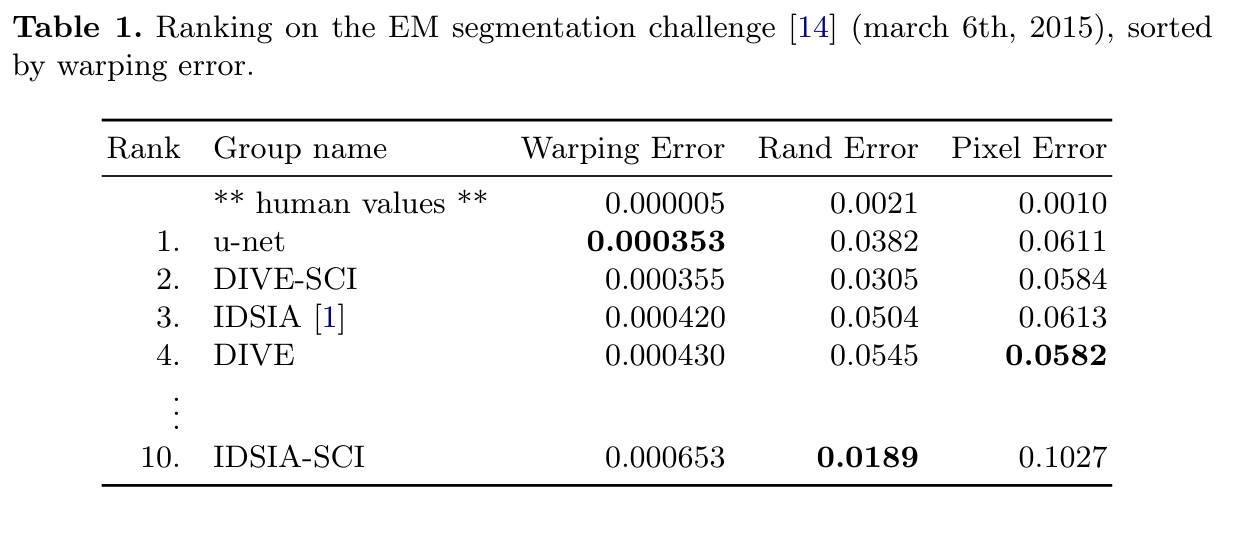 Table 1. Ranking on the EM segmentation challenge [14] (march 6th, 2015), sorted
by warping error.
Rank Group name Warping Error Rand Error Pixel Error
** human values ** 0.000005 0.0021 0.0010
1. u-net 0.000353 0.0382 0.0611
2. DIVE-SCI 0.000355 0.0305 0.0584
3. IDSIA [1] 0.000420 0.0504 0.0613
4. DIVE 0.000430 0.0545 0.0582
⋮
10. IDSIA-SCI 0.000653 0.0189 0.1027